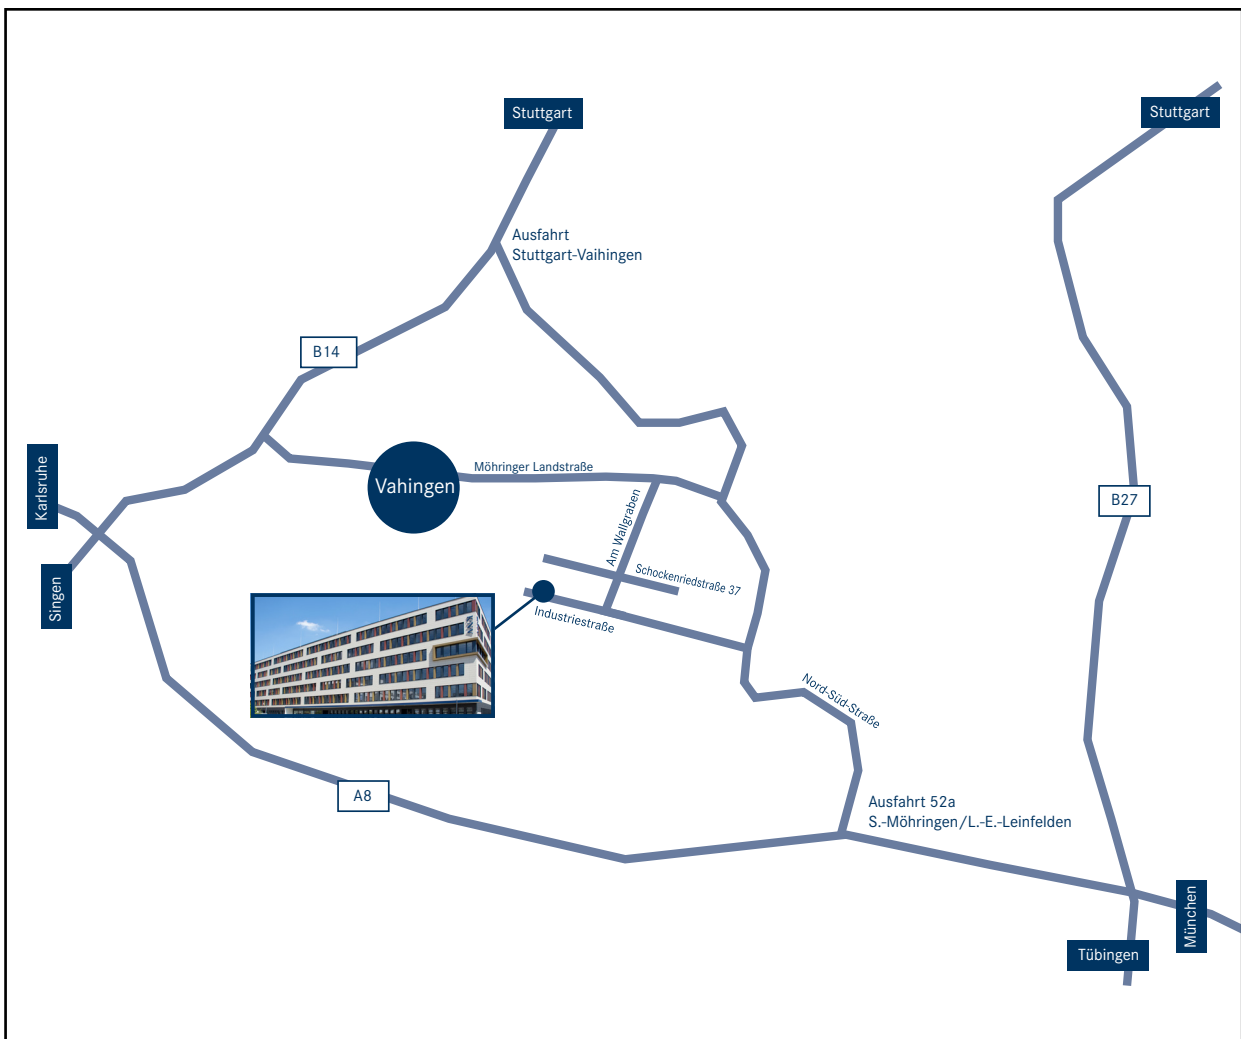 Stuttgart
Stuttgart
Ausfahrt
Stuttgart-Vaihingen
B14
Karlsruhe
Vahingen
Möhringer Landstraße
B27
Am Wallgraben
Singen
Schockenriedstraße 37
Industriestraße
Nord-Süd-Straße
A8
Ausfahrt 52a
S.-Möhringen/L.-E.-Leinfelden
München
Tübingen